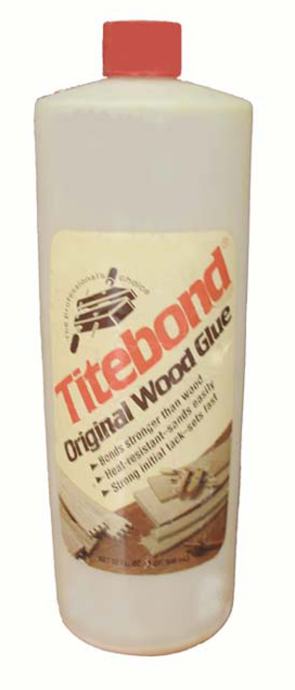 The Professional's Choice
Titebond®
Original Wood Glue
▶ Bonds stronger than wood
▶ Heat-resistant–sands easily
▶ Strong initial tack–sets fast